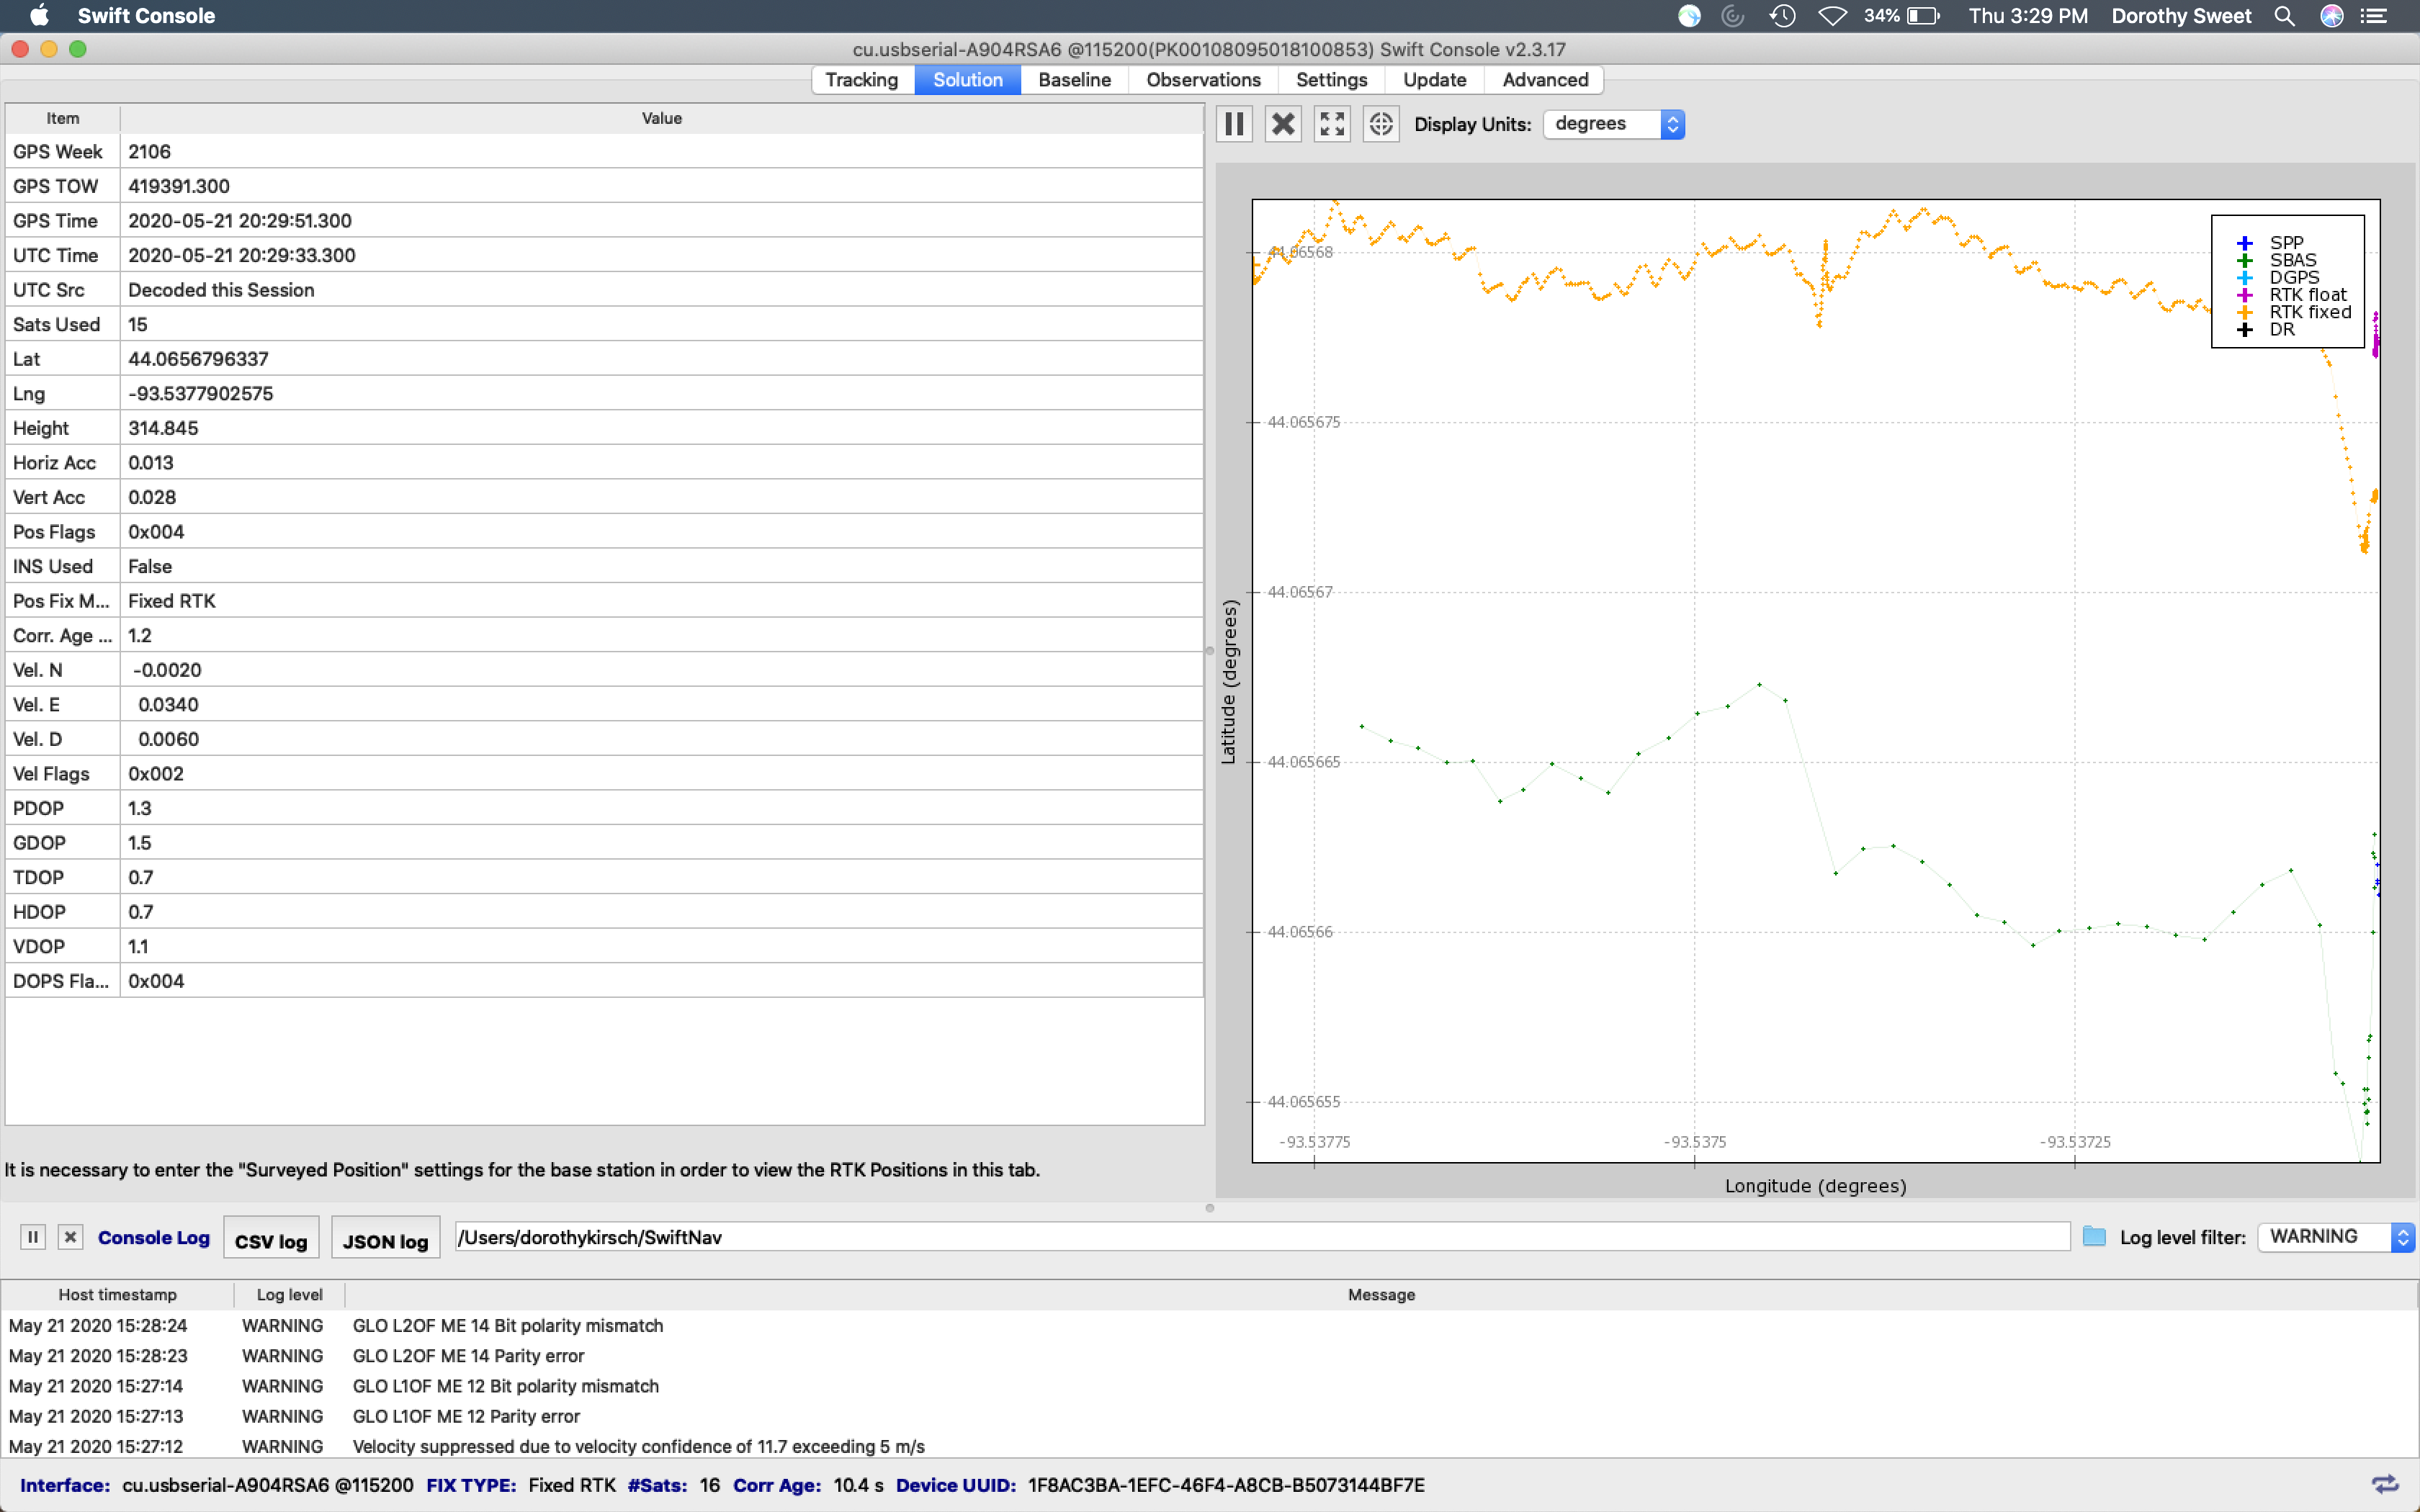 Swift Console 34% Thu 3:29 PM Dorothy Sweet
cu.usbserial-A904RSA6 @115200(PK00108095018100853) Swift Console v2.3.17
Tracking Solution Baseline Observations Settings Update Advanced
Item Value
GPS Week 2106
GPS TOW 419391.300
GPS Time 2020-05-21 20:29:51.300
UTC Time 2020-05-21 20:29:33.300
UTC Src Decoded this Session
Sats Used 15
Lat 44.0656796337
Lng -93.5377902575
Height 314.845
Horiz Acc 0.013
Vert Acc 0.028
Pos Flags 0x004
INS Used False
Pos Fix M... Fixed RTK
Corr. Age ... 1.2
Vel. N -0.0020
Vel. E 0.0340
Vel. D 0.0060
Vel Flags 0x002
PDOP 1.3
GDOP 1.5
TDOP 0.7
HDOP 0.7
VDOP 1.1
DOPS Fla... 0x004
It is necessary to enter the "Surveyed Position" settings for the base station in order to view the RTK Positions in this tab.
Display Units: degrees
SPP
SBAS
DGPS
RTK float
RTK fixed
DR
44.06568
44.065675
44.06567
44.065665
44.06566
44.065655
Latitude (degrees)
-93.53775 -93.5375 -93.53725
Longitude (degrees)
Console Log CSV log JSON log /Users/dorothykirsch/SwiftNav Log level filter: WARNING
Host timestamp Log level Message
May 21 2020 15:28:24 WARNING GLO L2OF ME 14 Bit polarity mismatch
May 21 2020 15:28:23 WARNING GLO L2OF ME 14 Parity error
May 21 2020 15:27:14 WARNING GLO L1OF ME 12 Bit polarity mismatch
May 21 2020 15:27:13 WARNING GLO L1OF ME 12 Parity error
May 21 2020 15:27:12 WARNING Velocity suppressed due to velocity confidence of 11.7 exceeding 5 m/s
Interface: cu.usbserial-A904RSA6 @115200 FIX TYPE: Fixed RTK #Sats: 16 Corr Age: 10.4 s Device UUID: 1F8AC3BA-1EFC-46F4-A8CB-B5073144BF7E